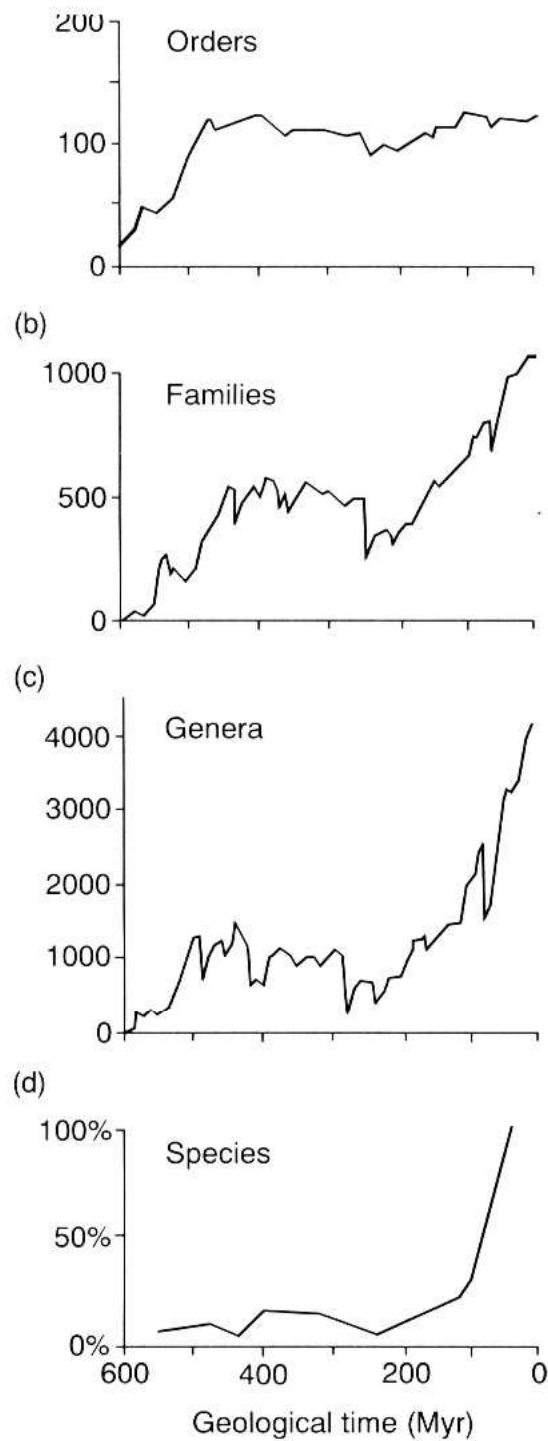 200
Orders
100
0
(b)
1000
Families
500
0
(c)
4000
Genera
3000
2000
1000
0
(d)
100%
Species
50%
0%
600 400 200 0
Geological time (Myr)